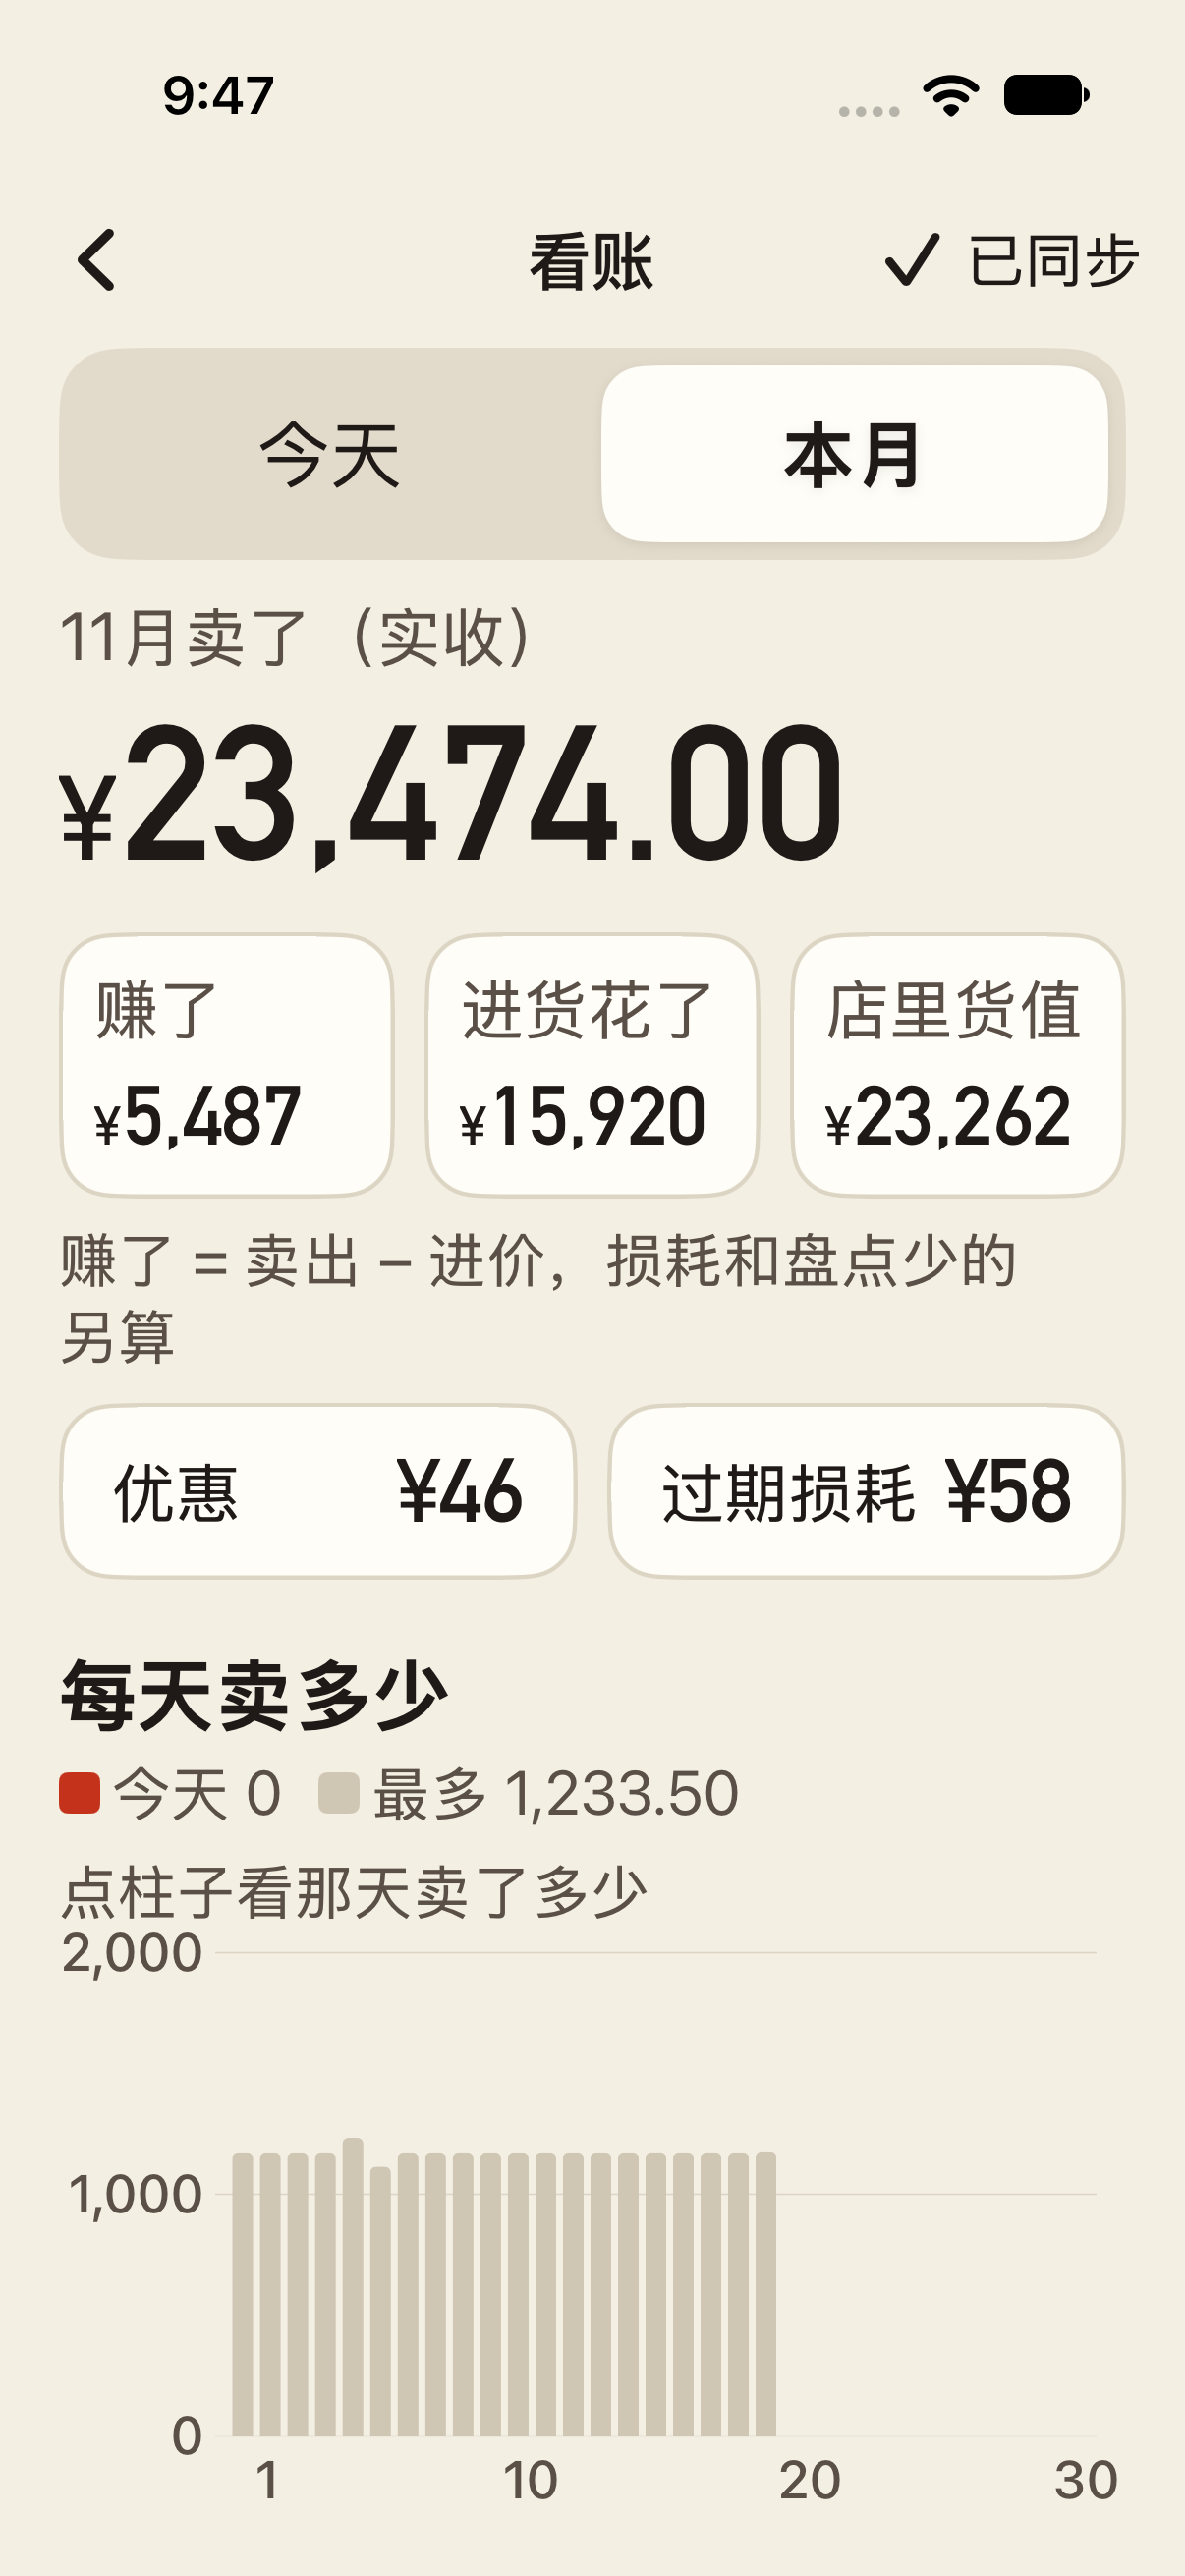 9:47
看账
已同步
今天
本月
11月卖了（实收）
¥23,474.00
赚了
进货花了
店里货值
¥5,487
¥15,920
¥23,262
赚了 = 卖出 − 进价，损耗和盘点少的
另算
优惠 ¥46
过期损耗 ¥58
每天卖多少
今天 0 最多 1,233.50
点柱子看那天卖了多少
2,000
1,000
0
1 10 20 30